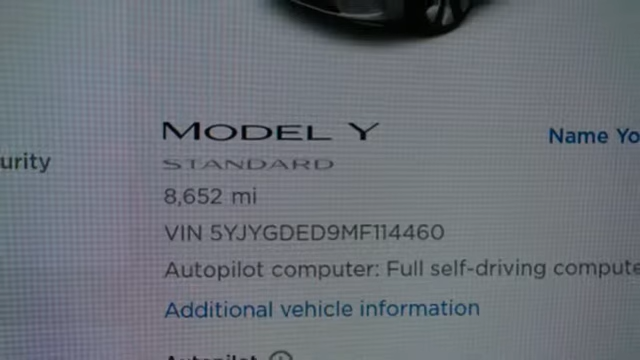 MODEL Y
Name Yo
urity
STANDARD
8,652 mi
VIN 5YJYGDED9MF114460
Autopilot computer: Full self-driving compute
Additional vehicle information
Autopilot